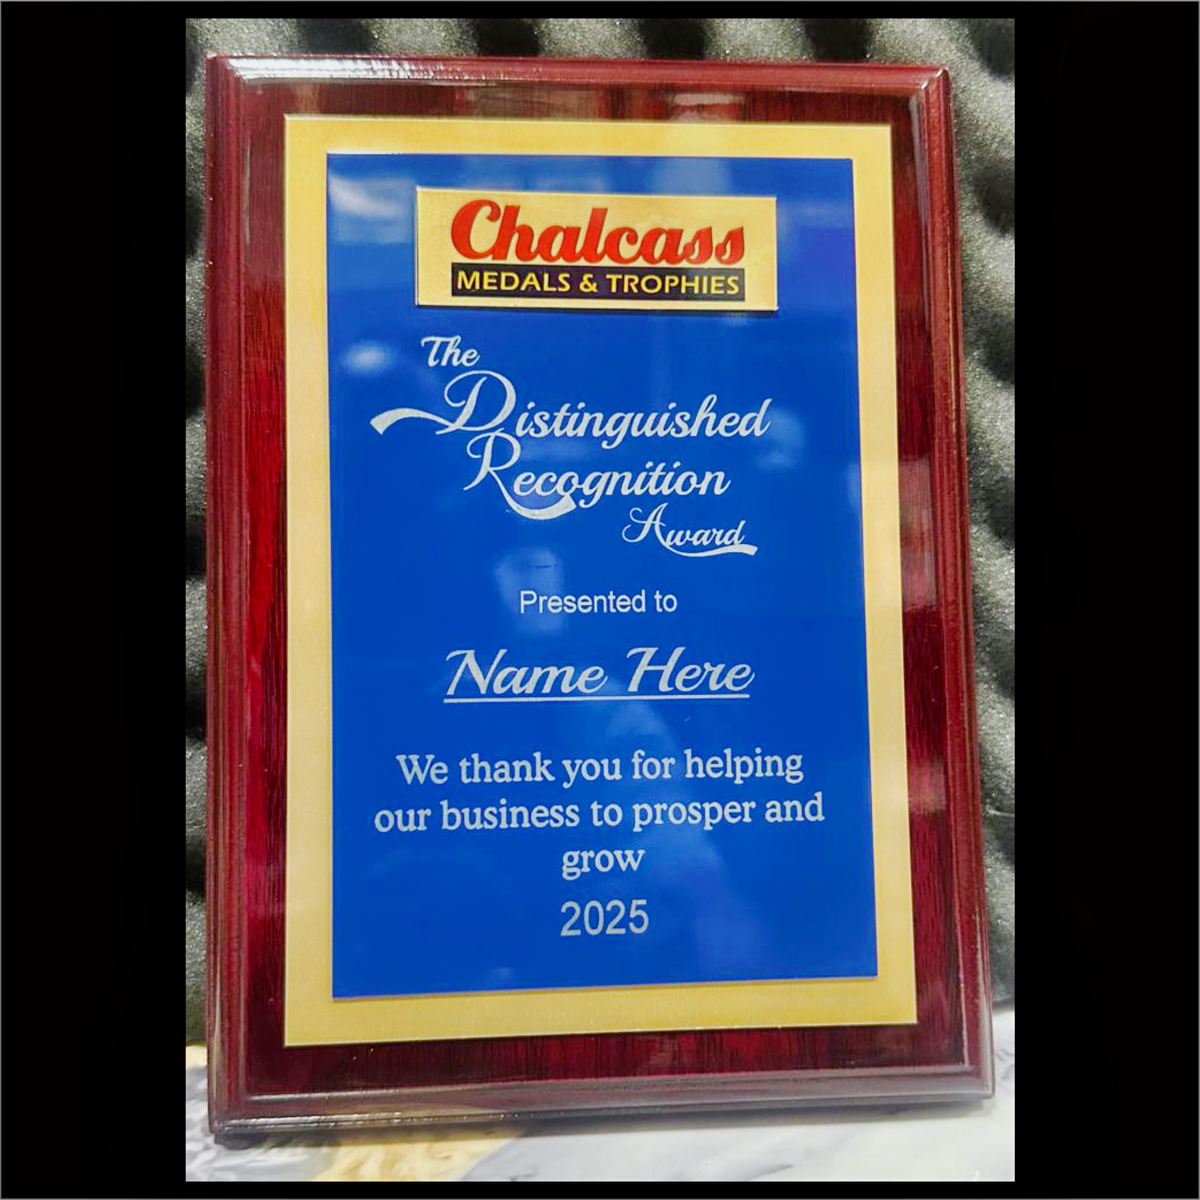 Chalcass
MEDALS & TROPHIES
The
Distinguished
Recognition
Award
Presented to
Name Here
We thank you for helping
our business to prosper and
grow
2025